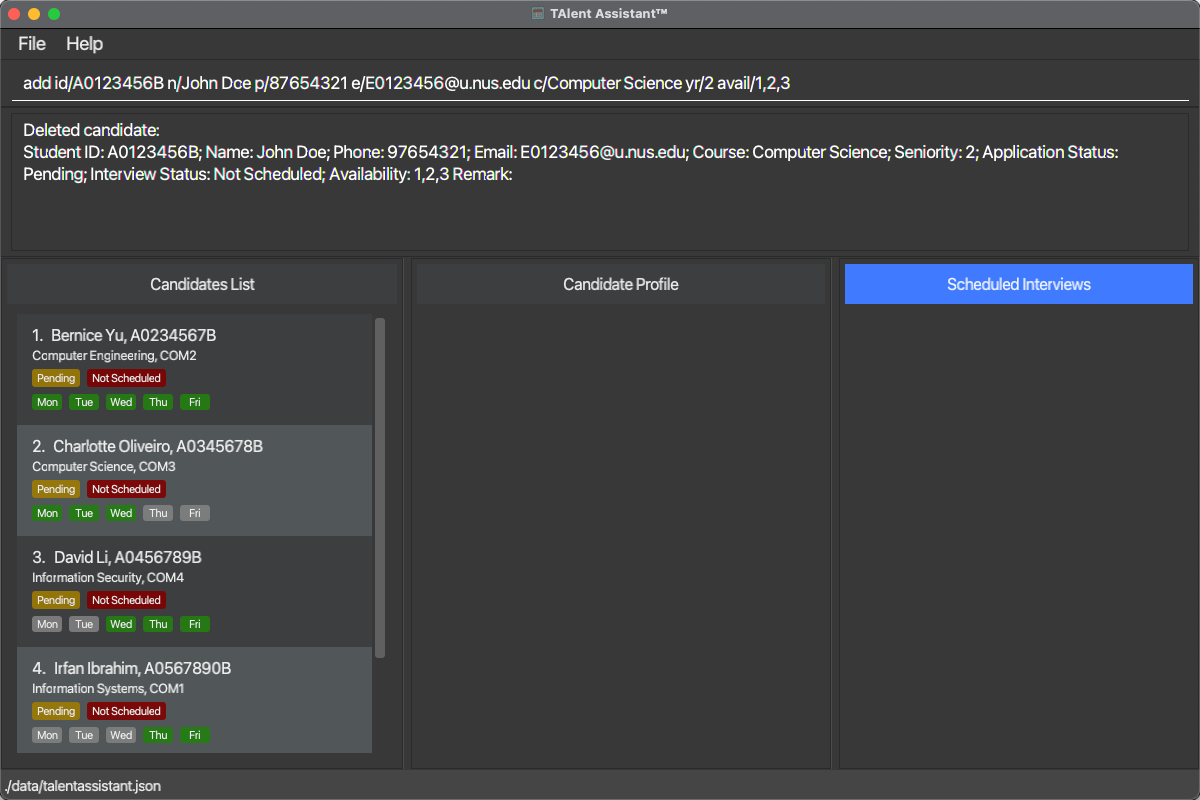 TAlent Assistant™
File Help
add id/A0123456B n/John Dce p/87654321 e/E0123456@u.nus.edu c/Computer Science yr/2 avail/1,2,3
Deleted candidate:
Student ID: A0123456B; Name: John Doe; Phone: 97654321; Email: E0123456@u.nus.edu; Course: Computer Science; Seniority: 2; Application Status:
Pending; Interview Status: Not Scheduled; Availability: 1,2,3 Remark:
Candidates List
Candidate Profile
Scheduled Interviews
1. Bernice Yu, A0234567B
Computer Engineering, COM2
Pending Not Scheduled
Mon Tue Wed Thu Fri
2. Charlotte Oliveiro, A0345678B
Computer Science, COM3
Pending Not Scheduled
Mon Tue Wed Thu Fri
3. David Li, A0456789B
Information Security, COM4
Pending Not Scheduled
Mon Tue Wed Thu Fri
4. Irfan Ibrahim, A0567890B
Information Systems, COM1
Pending Not Scheduled
Mon Tue Wed Thu Fri
./data/talentassistant.json